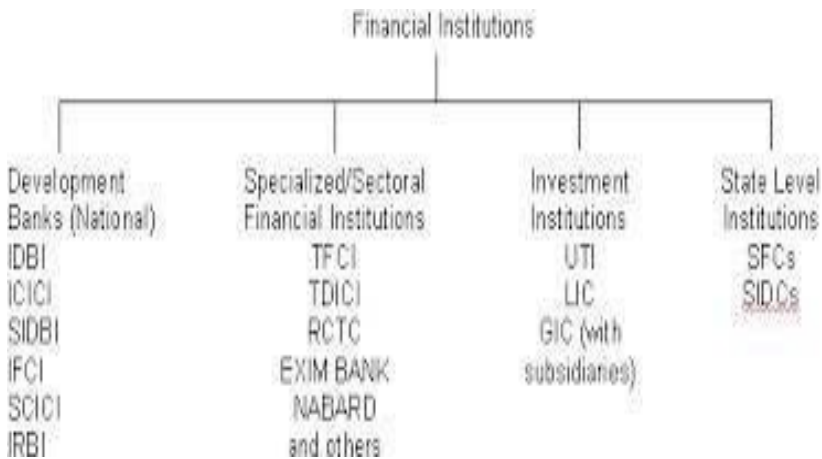 Financial Institutions
Development
Banks (National)
IDBI
ICICI
SIDBI
IFCI
SCICI
IRBI
Specialized/Sectoral
Financial Institutions
TFCI
TDICI
RCTC
EXIM BANK
NABARD
and others
Investment
Institutions
UTI
LIC
GIC (with
subsidiaries)
State Level
Institutions
SFCs
SIDCs